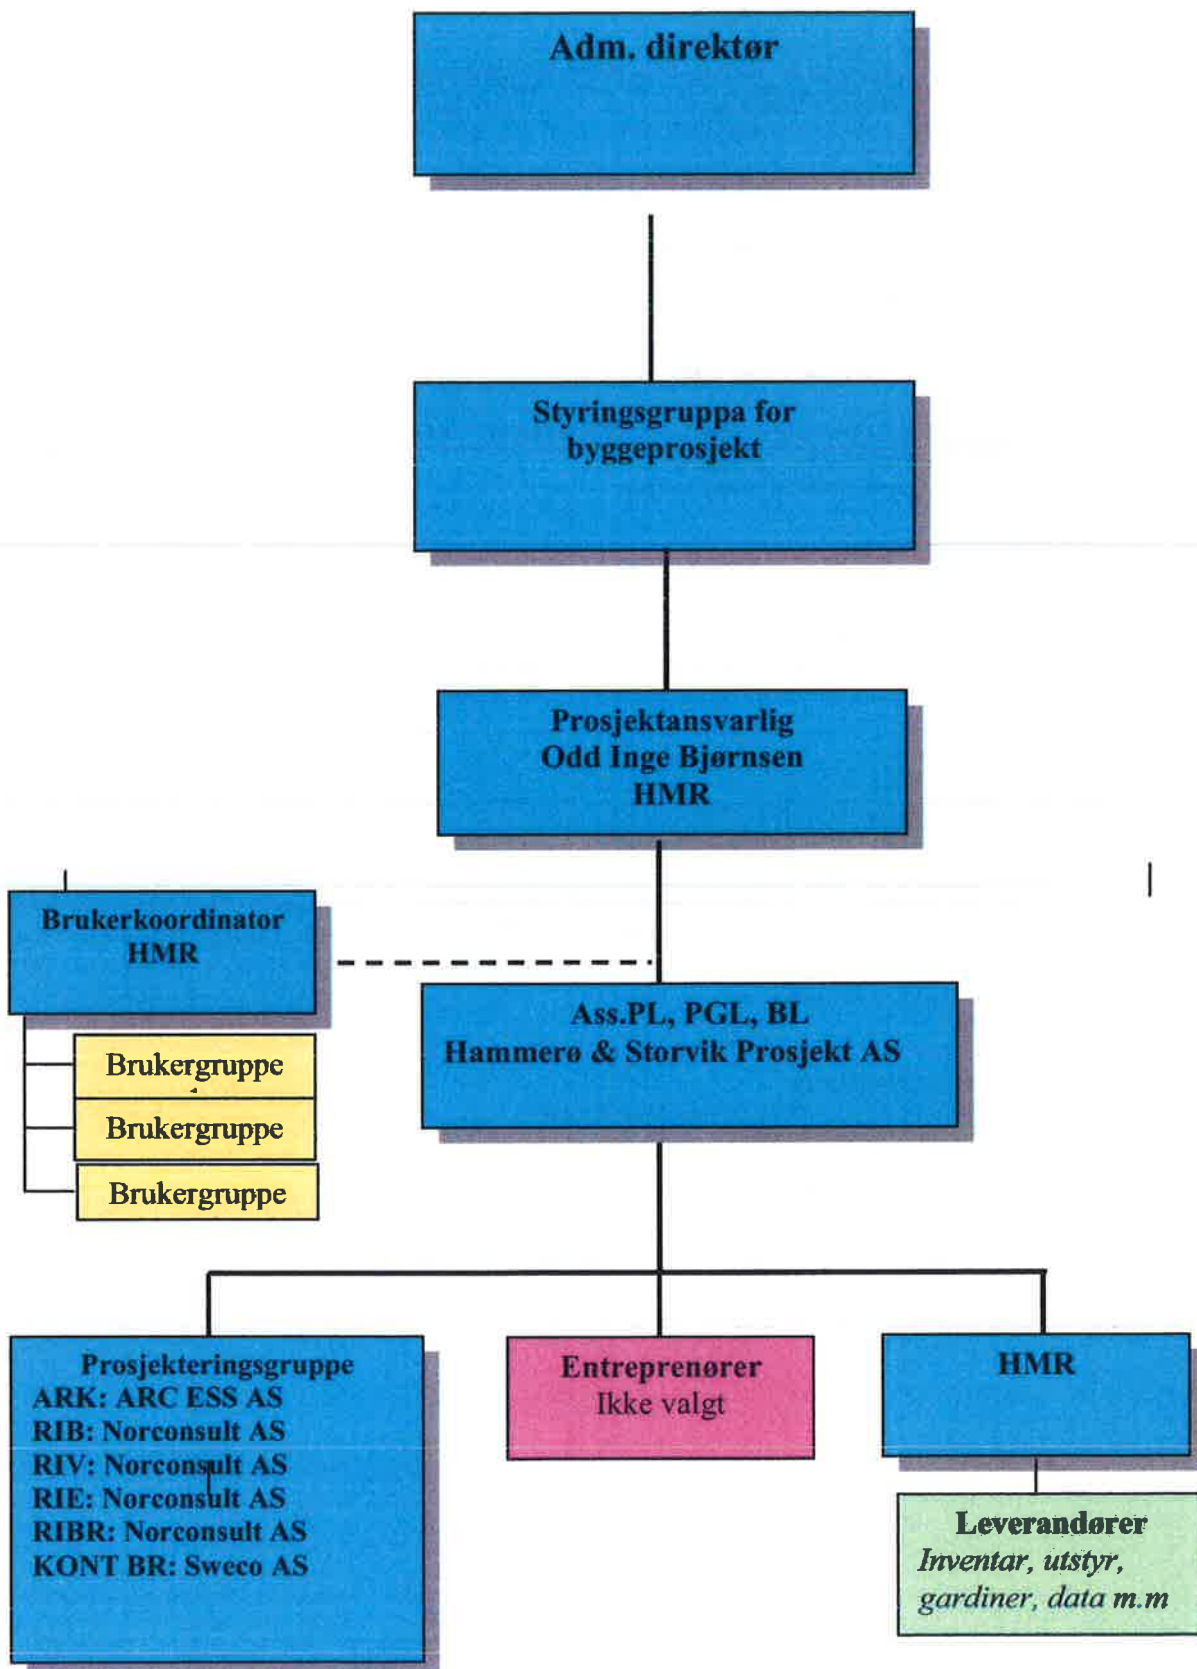 Adm. direktør
Styringsgruppa for
byggeprosjekt
Prosjektansvarlig
Odd Inge Bjørnsen
HMR
Brukerkoordinator
HMR
Brukergruppe
Brukergruppe
Brukergruppe
Ass.PL, PGL, BL
Hammerø & Storvik Prosjekt AS
Prosjekteringsgruppe
ARK: ARC ESS AS
RIB: Norconsult AS
RIV: Norconsult AS
RIE: Norconsult AS
RIBR: Norconsult AS
KONT BR: Sweco AS
Entreprenører
Ikke valgt
HMR
Leverandører
Inventar, utstyr,
gardiner, data m.m